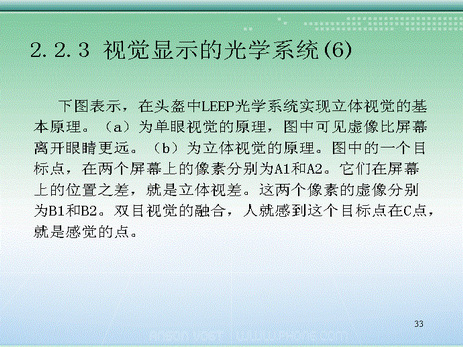 2.2.3 视觉显示的光学系统(6)
下图表示，在头盔中LEEP光学系统实现立体视觉的基
本原理。（a）为单眼视觉的原理，图中可见虚像比屏幕
离开眼睛更远。（b）为立体视觉的原理。图中的一个目
标点，在两个屏幕上的像素分别为A1和A2。它们在屏幕
上的位置之差，就是立体视差。这两个像素的虚像分别
为B1和B2。双目视觉的融合，人就感到这个目标点在C点，
就是感觉的点。
33